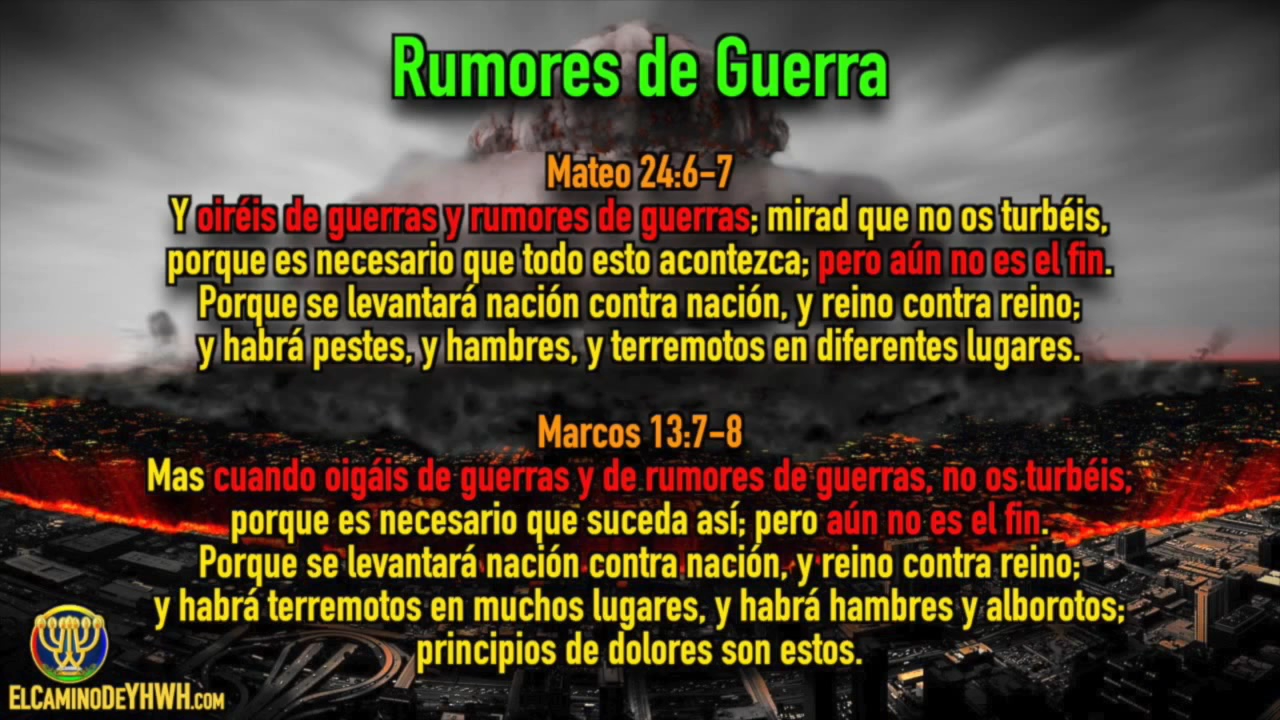 Rumores de Guerra
Mateo 24:6-7
Y oiréis de guerras y rumores de guerras; mirad que no os turbéis,
porque es necesario que todo esto acontezca; pero aún no es el fin.
Porque se levantará nación contra nación, y reino contra reino;
y habrá pestes, y hambres, y terremotos en diferentes lugares.
Marcos 13:7-8
Mas cuando oigáis de guerras y de rumores de guerras, no os turbéis,
porque es necesario que suceda así; pero aún no es el fin.
Porque se levantará nación contra nación, y reino contra reino;
y habrá terremotos en muchos lugares, y habrá hambres y alborotos;
principios de dolores son estos.
ELCAMINODEYHWH.com